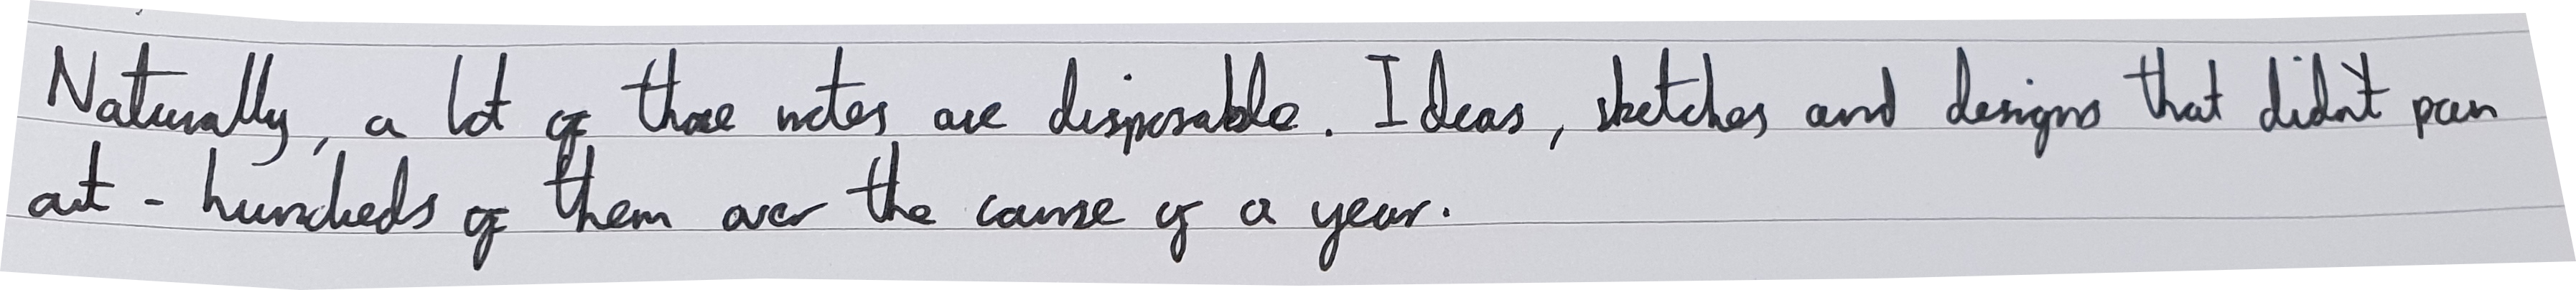 Naturally, a lot of those notes are disposable. Ideas, sketches and designs that didn't pan
out - hundreds of them over the course of a year.